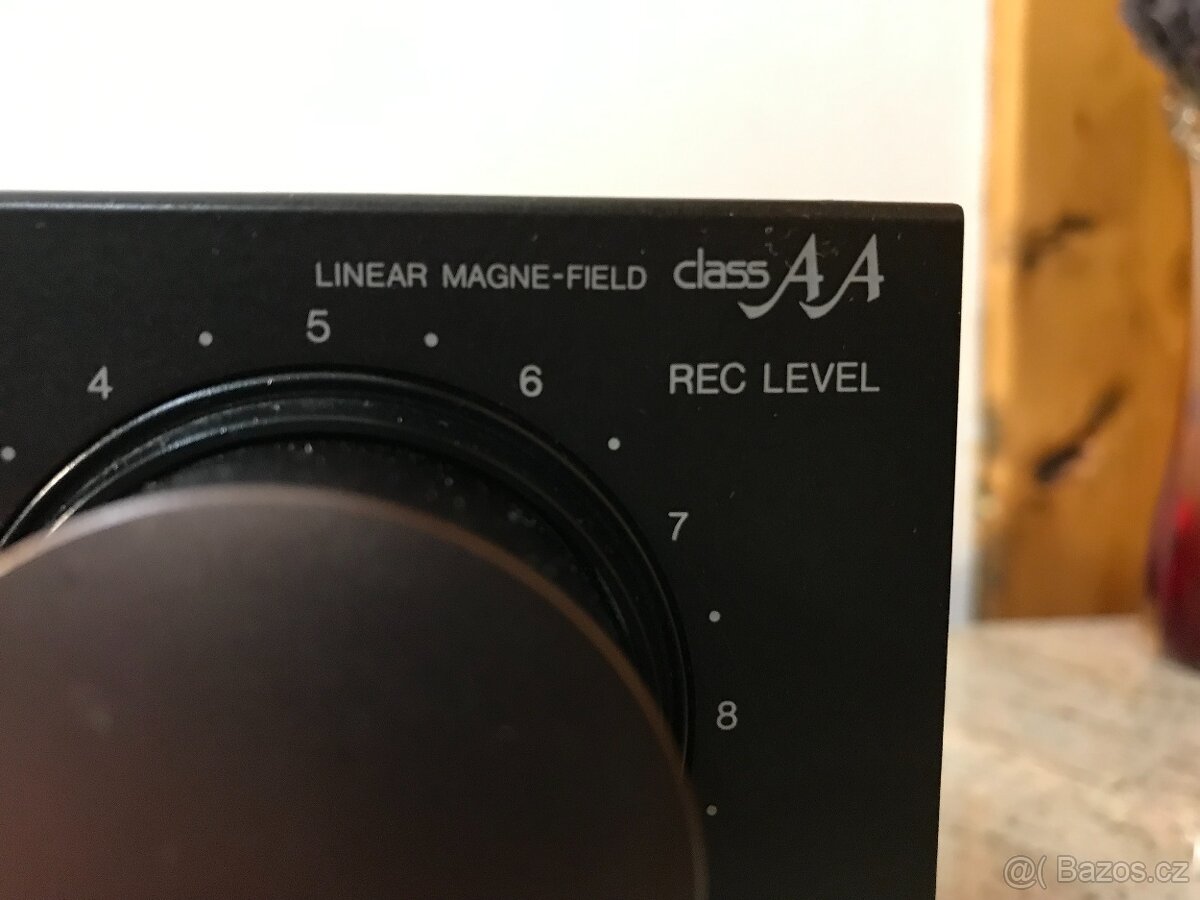 LINEAR MAGNE-FIELD class AA
5
4
6
REC LEVEL
7
8
@( Bazos.cz